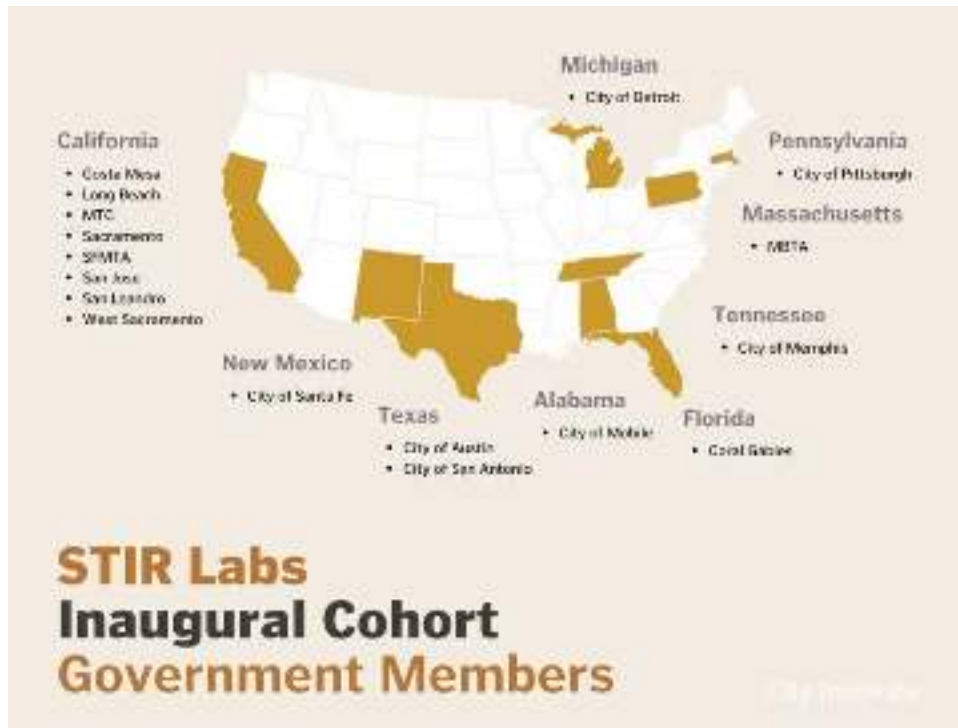 Michigan
• City of Detroit
California
• Costa Mesa
• Long Beach
• MTC
• Sacramento
• SFMTA
• San Jose
• San Leandro
• West Sacramento
Pennsylvania
• City of Pittsburgh
Massachusetts
• MBTA
Tennessee
• City of Memphis
New Mexico
• City of Santa Fe
Texas
• City of Austin
• City of San Antonio
Alabama
• City of Mobile
Florida
• Coral Gables
STIR Labs
Inaugural Cohort
Government Members
City Innovate